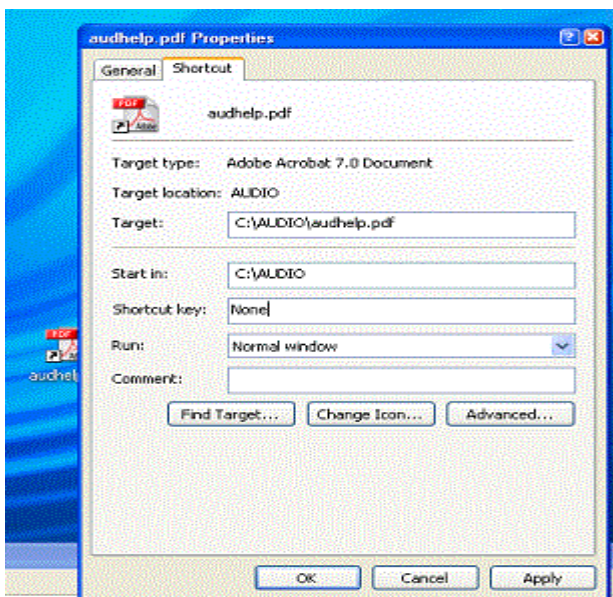 audhelp.pdf Properties
General Shortcut
PDF
Adobe
audhelp.pdf
Target type: Adobe Acrobat 7.0 Document
Target location: AUDIO
Target: C:\AUDIO\audhelp.pdf
Start in: C:\AUDIO
Shortcut key: None
Run: Normal window
Comment:
Find Target... Change Icon... Advanced...
PDF
audhel
OK Cancel Apply